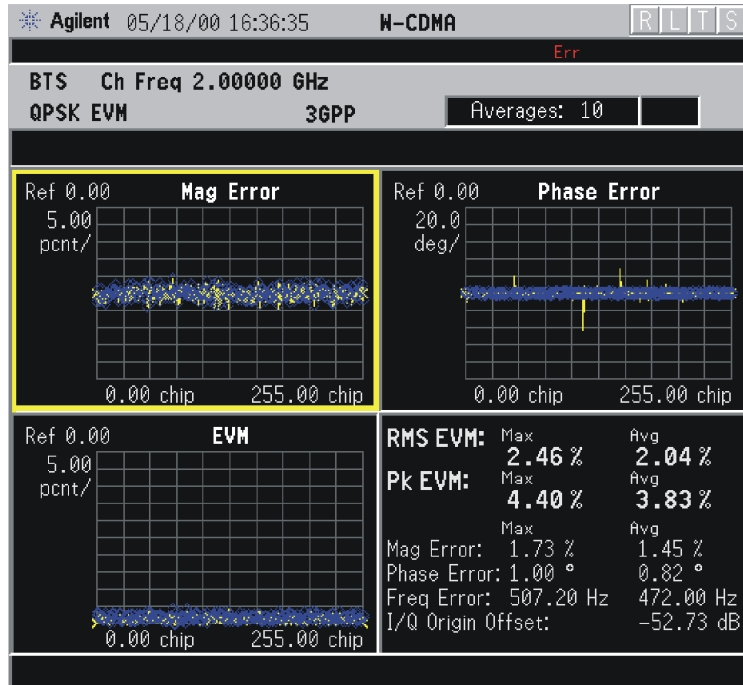 Agilent 05/18/00 16:36:35 W-CDMA R L T S
Err
BTS Ch Freq 2.00000 GHz
QPSK EVM 3GPP Averages: 10
Ref 0.00 Mag Error
5.00
pcnt/
0.00 chip 255.00 chip
Ref 0.00 Phase Error
20.0
deg/
0.00 chip 255.00 chip
Ref 0.00 EVM
5.00
pcnt/
0.00 chip 255.00 chip
Max Avg
RMS EVM: 2.46 % 2.04 %
Max Avg
Pk EVM: 4.40 % 3.83 %
Max Avg
Mag Error: 1.73 % 1.45 %
Phase Error: 1.00 ° 0.82 °
Freq Error: 507.20 Hz 472.00 Hz
I/Q Origin Offset: -52.73 dB